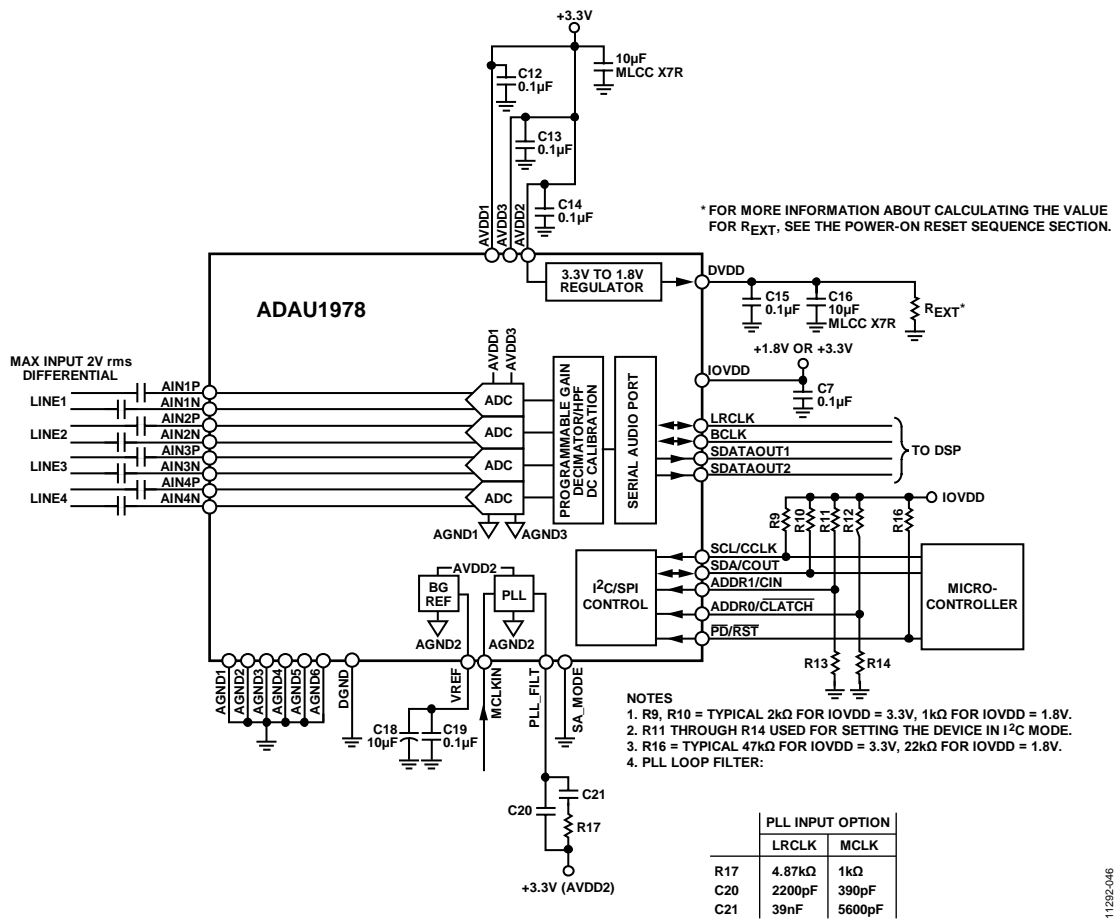 +3.3V
10µF
MLCC X7R
C12
0.1µF
C13
0.1µF
C14
0.1µF
AVDD1
AVDD3
AVDD2
* FOR MORE INFORMATION ABOUT CALCULATING THE VALUE
FOR REXT, SEE THE POWER-ON RESET SEQUENCE SECTION.
ADAU1978
3.3V TO 1.8V
REGULATOR
DVDD
C15
0.1µF
C16
10µF
MLCC X7R
REXT*
+1.8V OR +3.3V
IOVDD
C7
0.1µF
MAX INPUT 2V rms
DIFFERENTIAL
LINE1
LINE2
LINE3
LINE4
AIN1P
AIN1N
AIN2P
AIN2N
AIN3P
AIN3N
AIN4P
AIN4N
AVDD1
AVDD3
ADC
ADC
ADC
ADC
AGND1
AGND3
PROGRAMMABLE GAIN
DECIMATOR/HPF
DC CALIBRATION
SERIAL AUDIO PORT
LRCLK
BCLK
SDATAOUT1
SDATAOUT2
TO DSP
IOVDD
R9
R10
R11
R12
R16
I2C/SPI
CONTROL
SCL/CCLK
SDA/COUT
ADDR1/CIN
ADDR0/CLATCH
PD/RST
MICRO-
CONTROLLER
R13
R14
AVDD2
BG
REF
PLL
AGND2
AGND2
AGND1
AGND2
AGND3
AGND4
AGND5
AGND6
DGND
VREF
MCLKIN
PLL_FILT
SA_MODE
C18
10µF
C19
0.1µF
C20
C21
R17
+3.3V (AVDD2)
NOTES
1. R9, R10 = TYPICAL 2kΩ FOR IOVDD = 3.3V, 1kΩ FOR IOVDD = 1.8V.
2. R11 THROUGH R14 USED FOR SETTING THE DEVICE IN I2C MODE.
3. R16 = TYPICAL 47kΩ FOR IOVDD = 3.3V, 22kΩ FOR IOVDD = 1.8V.
4. PLL LOOP FILTER:
PLL INPUT OPTION
LRCLK MCLK
R17 4.87kΩ 1kΩ
C20 2200pF 390pF
C21 39nF 5600pF
11292-046